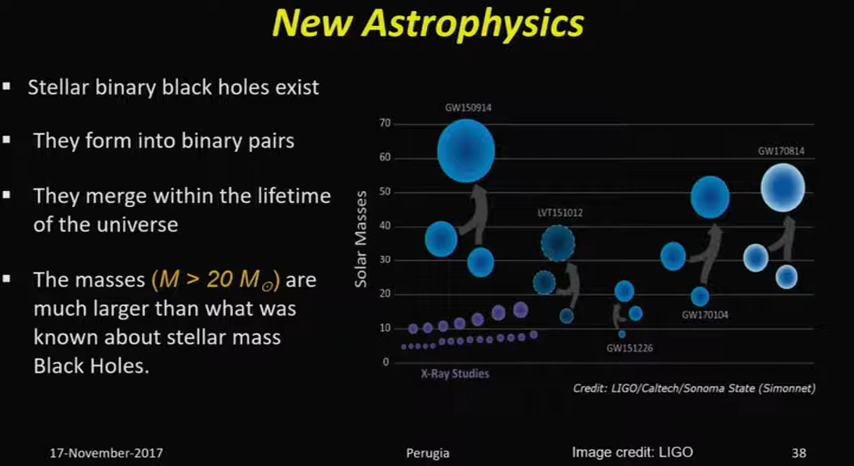 New Astrophysics
▪ Stellar binary black holes exist
▪ They form into binary pairs
▪ They merge within the lifetime
of the universe
▪ The masses (M > 20 M☉) are
much larger than what was
known about stellar mass
Black Holes.
Solar Masses
70
60
50
40
30
20
10
0
GW150914
LVT151012
GW151226
GW170104
GW170814
X-Ray Studies
Credit: LIGO/Caltech/Sonoma State (Simonnet)
17-November-2017
Perugia
Image credit: LIGO
38